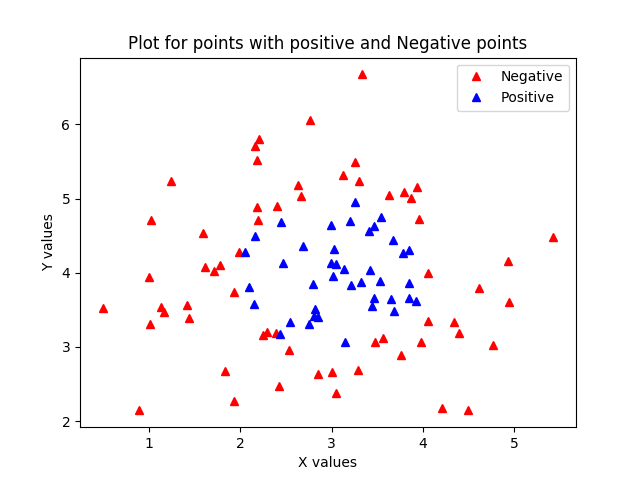 Plot for points with positive and Negative points
Negative
Positive
6
5
4
3
2
Y values
1 2 3 4 5
X values